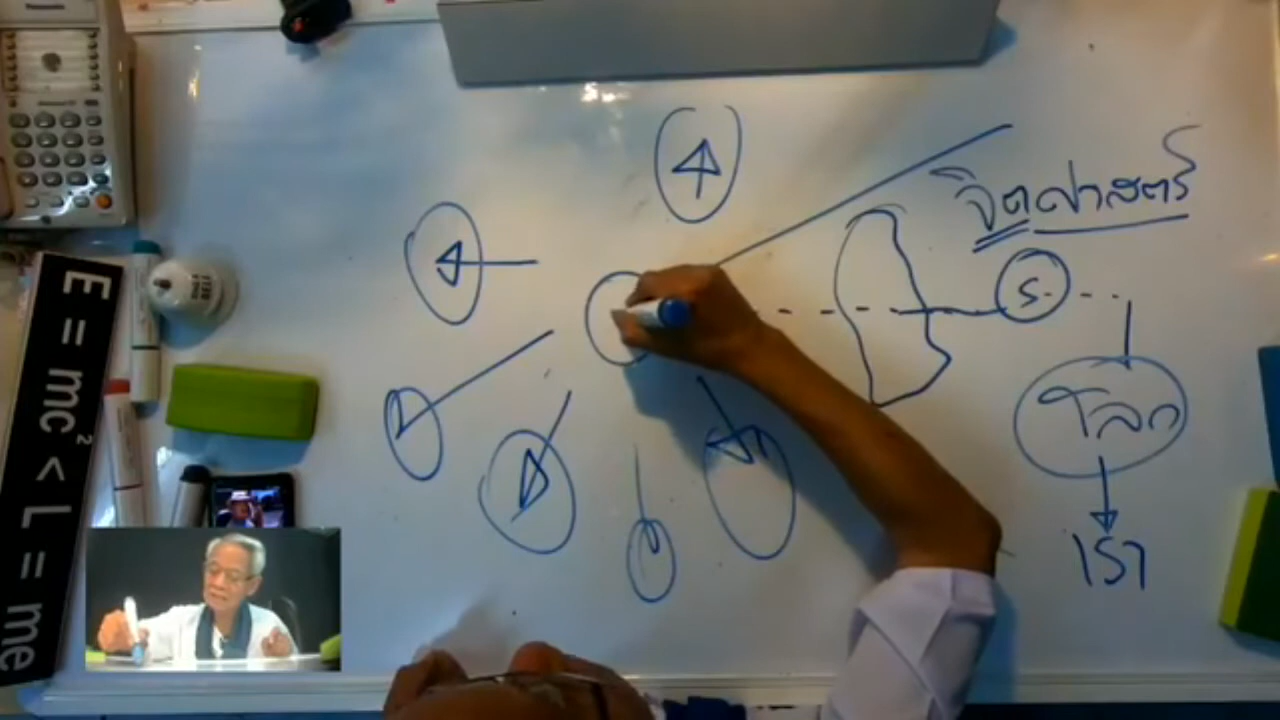 จิตศาสตร์
S
โลก
เรา
E = mc² < L = me